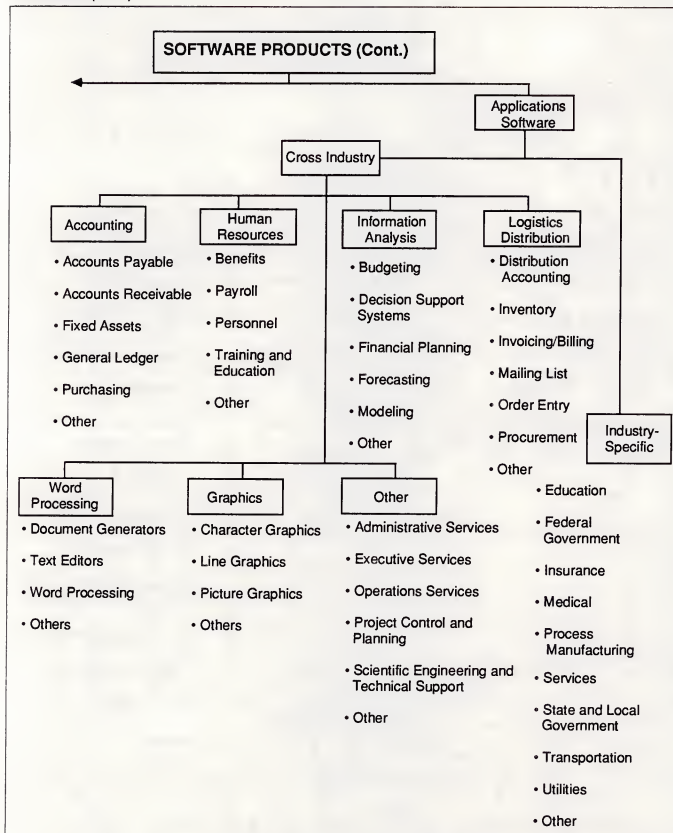 SOFTWARE PRODUCTS (Cont.)
Applications
Software
Cross Industry
Accounting
• Accounts Payable
• Accounts Receivable
• Fixed Assets
• General Ledger
• Purchasing
• Other
Human
Resources
• Benefits
• Payroll
• Personnel
• Training and
Education
• Other
Information
Analysis
• Budgeting
• Decision Support
Systems
• Financial Planning
• Forecasting
• Modeling
• Other
Logistics
Distribution
• Distribution
Accounting
• Inventory
• Invoicing/Billing
• Mailing List
• Order Entry
• Procurement
• Other
Industry-
Specific
• Education
• Federal
Government
• Insurance
• Medical
• Process
Manufacturing
• Services
• State and Local
Government
• Transportation
• Utilities
• Other
Word
Processing
• Document Generators
• Text Editors
• Word Processing
• Others
Graphics
• Character Graphics
• Line Graphics
• Picture Graphics
• Others
Other
• Administrative Services
• Executive Services
• Operations Services
• Project Control and
Planning
• Scientific Engineering and
Technical Support
• Other